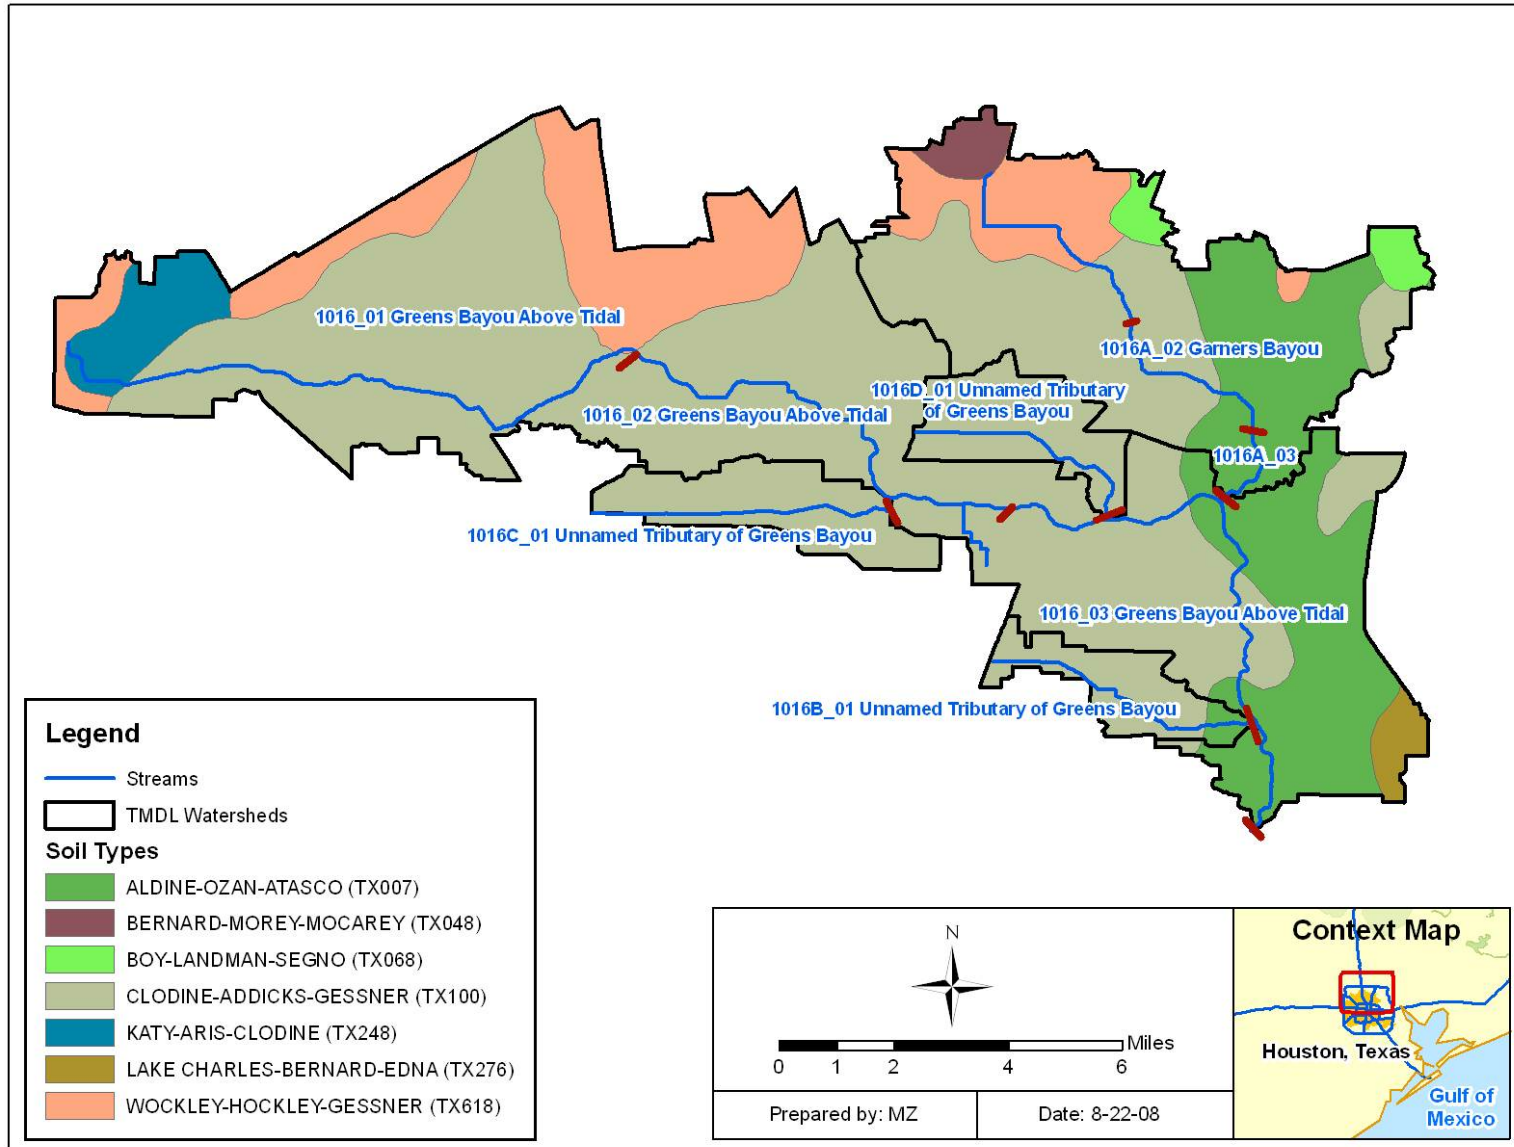 1016_01 Greens Bayou Above Tidal
1016A_02 Garners Bayou
1016D_01 Unnamed Tributary
of Greens Bayou
1016_02 Greens Bayou Above Tidal
1016A_03
1016C_01 Unnamed Tributary of Greens Bayou
1016_03 Greens Bayou Above Tidal
1016B_01 Unnamed Tributary of Greens Bayou
Legend
Streams
TMDL Watersheds
Soil Types
ALDINE-OZAN-ATASCO (TX007)
BERNARD-MOREY-MOCAREY (TX048)
BOY-LANDMAN-SEGNO (TX068)
CLODINE-ADDICKS-GESSNER (TX100)
KATY-ARIS-CLODINE (TX248)
LAKE CHARLES-BERNARD-EDNA (TX276)
WOCKLEY-HOCKLEY-GESSNER (TX618)
N
Miles
0 1 2 4 6
Prepared by: MZ
Date: 8-22-08
Context Map
Houston, Texas
Gulf of
Mexico